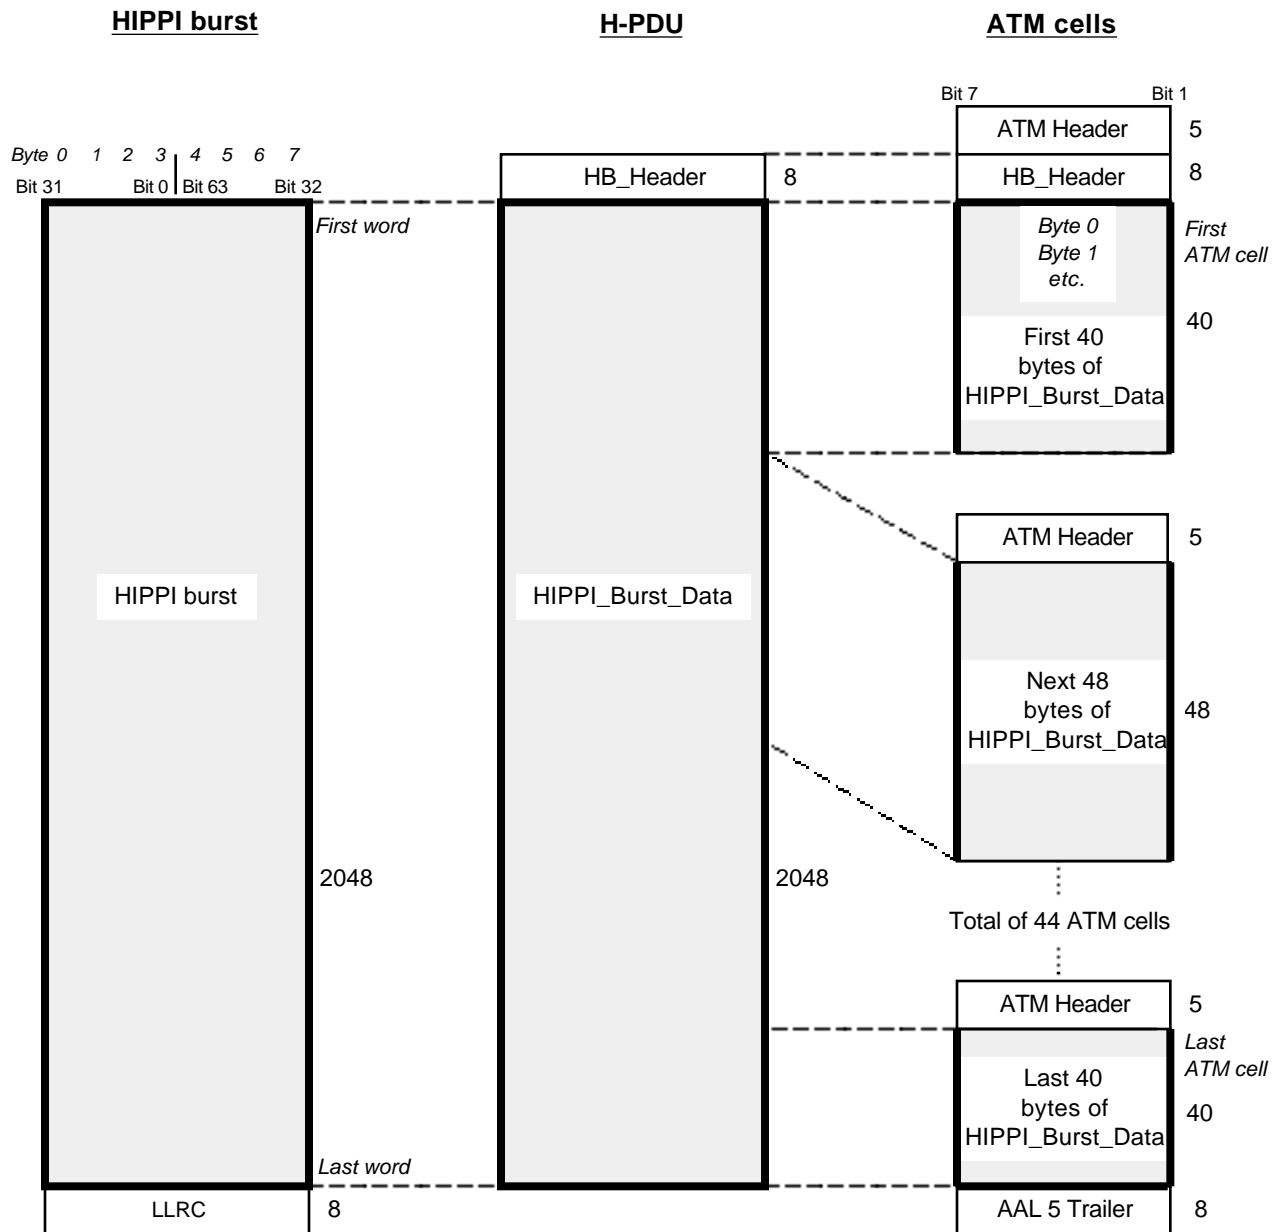 HIPPI burst
H-PDU
ATM cells
Bit 7
Bit 1
ATM Header
5
Byte 0 1 2 3 4 5 6 7
Bit 31 Bit 0 Bit 63 Bit 32
HB_Header
8
HB_Header
8
First word
Byte 0
Byte 1
etc.
First
ATM cell
40
First 40
bytes of
HIPPI_Burst_Data
ATM Header
5
HIPPI burst
HIPPI_Burst_Data
Next 48
bytes of
HIPPI_Burst_Data
48
2048
2048
Total of 44 ATM cells
ATM Header
5
Last
ATM cell
Last 40
bytes of
HIPPI_Burst_Data
40
Last word
LLRC
8
AAL 5 Trailer
8